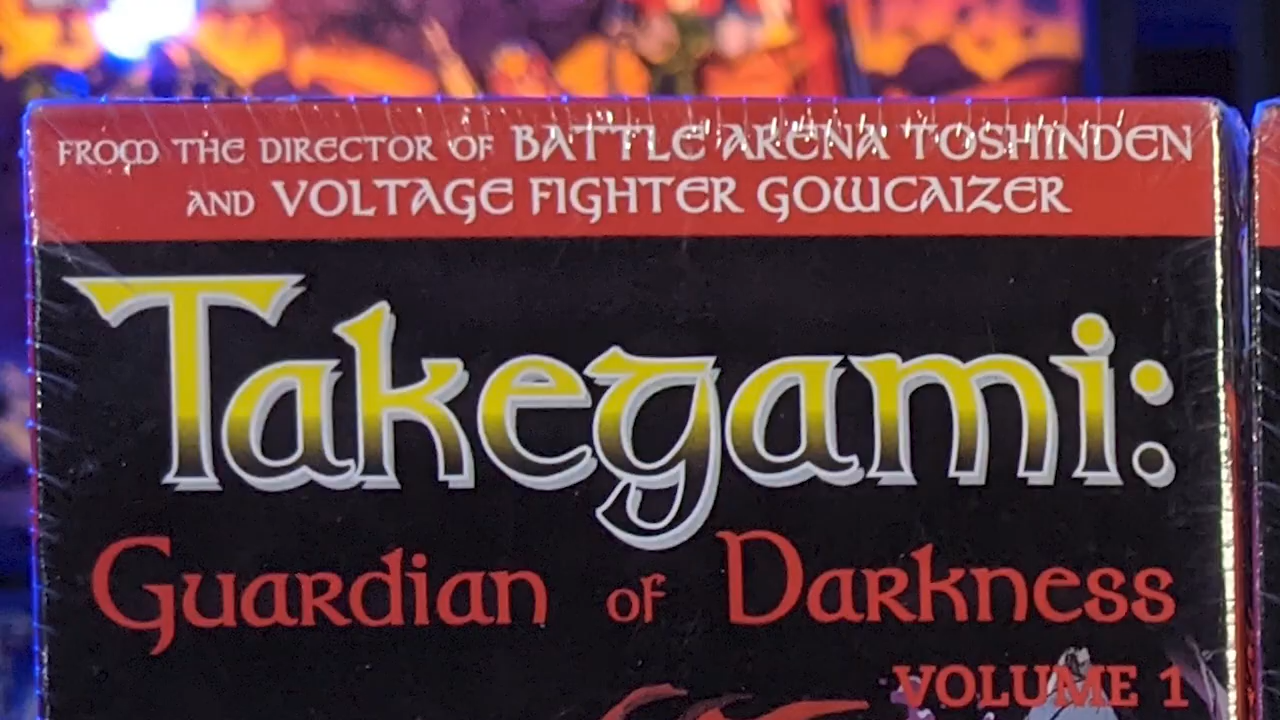 FROM THE DIRECTOR OF BATTLE ARENA TOSHINDEN
AND VOLTAGE FIGHTER GOWCAIZER
Takegami:
Guardian of Darkness
VOLUME 1